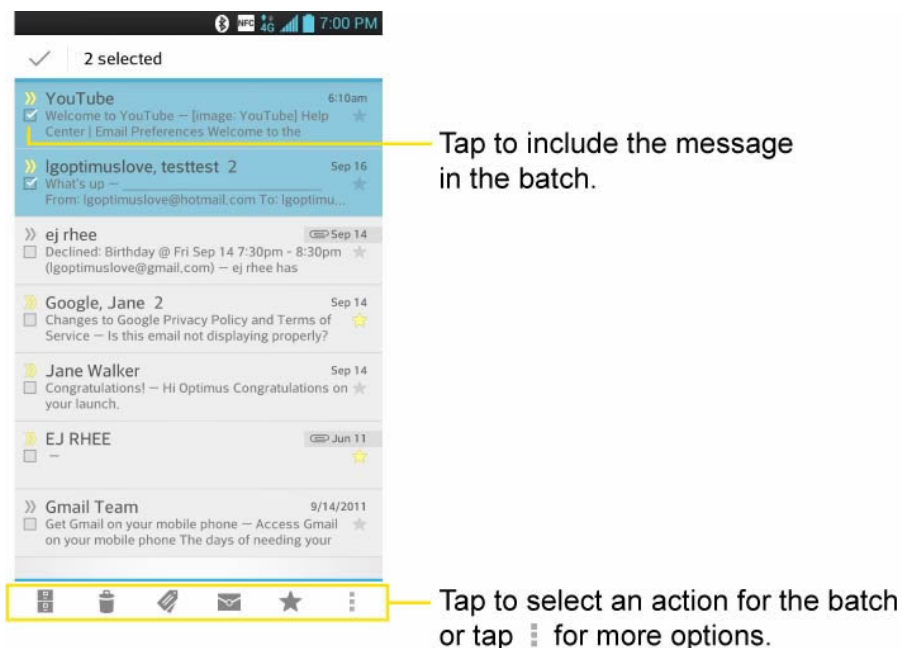 NFC 4G 7:00 PM
2 selected
YouTube 6:10am
Welcome to YouTube – [image: YouTube] Help
Center | Email Preferences Welcome to the
Tap to include the message
in the batch.
lgoptimuslove, testtest 2 Sep 16
What's up – ____________________
From: lgoptimuslove@hotmail.com To: lgoptimu...
ej rhee Sep 14
Declined: Birthday @ Fri Sep 14 7:30pm - 8:30pm
(lgoptimuslove@gmail.com) – ej rhee has
Google, Jane 2 Sep 14
Changes to Google Privacy Policy and Terms of
Service – Is this email not displaying properly?
Jane Walker Sep 14
Congratulations! – Hi Optimus Congratulations on
your launch.
EJ RHEE Jun 11
–
Gmail Team 9/14/2011
Get Gmail on your mobile phone – Access Gmail
on your mobile phone The days of needing your
Tap to select an action for the batch
or tap for more options.